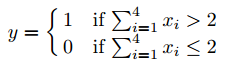 y = { 1 if ∑_{i=1}^{4} x_i > 2
0 if ∑_{i=1}^{4} x_i ≤ 2